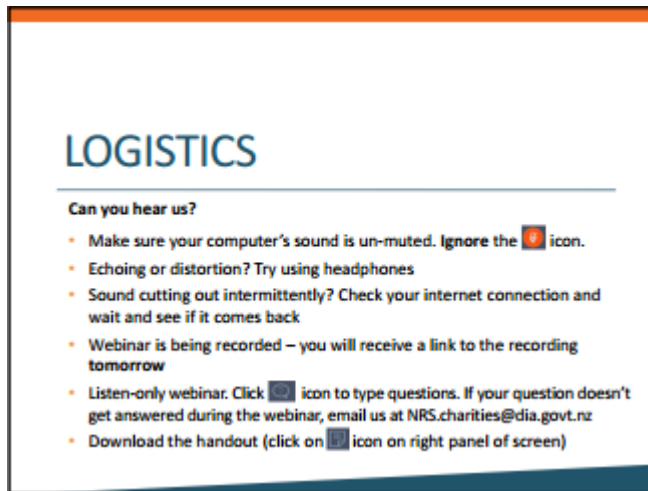 LOGISTICS
Can you hear us?
• Make sure your computer's sound is un-muted. Ignore the icon.
• Echoing or distortion? Try using headphones
• Sound cutting out intermittently? Check your internet connection and
wait and see if it comes back
• Webinar is being recorded – you will receive a link to the recording
tomorrow
• Listen-only webinar. Click icon to type questions. If your question doesn't
get answered during the webinar, email us at NRS.charities@dia.govt.nz
• Download the handout (click on icon on right panel of screen)